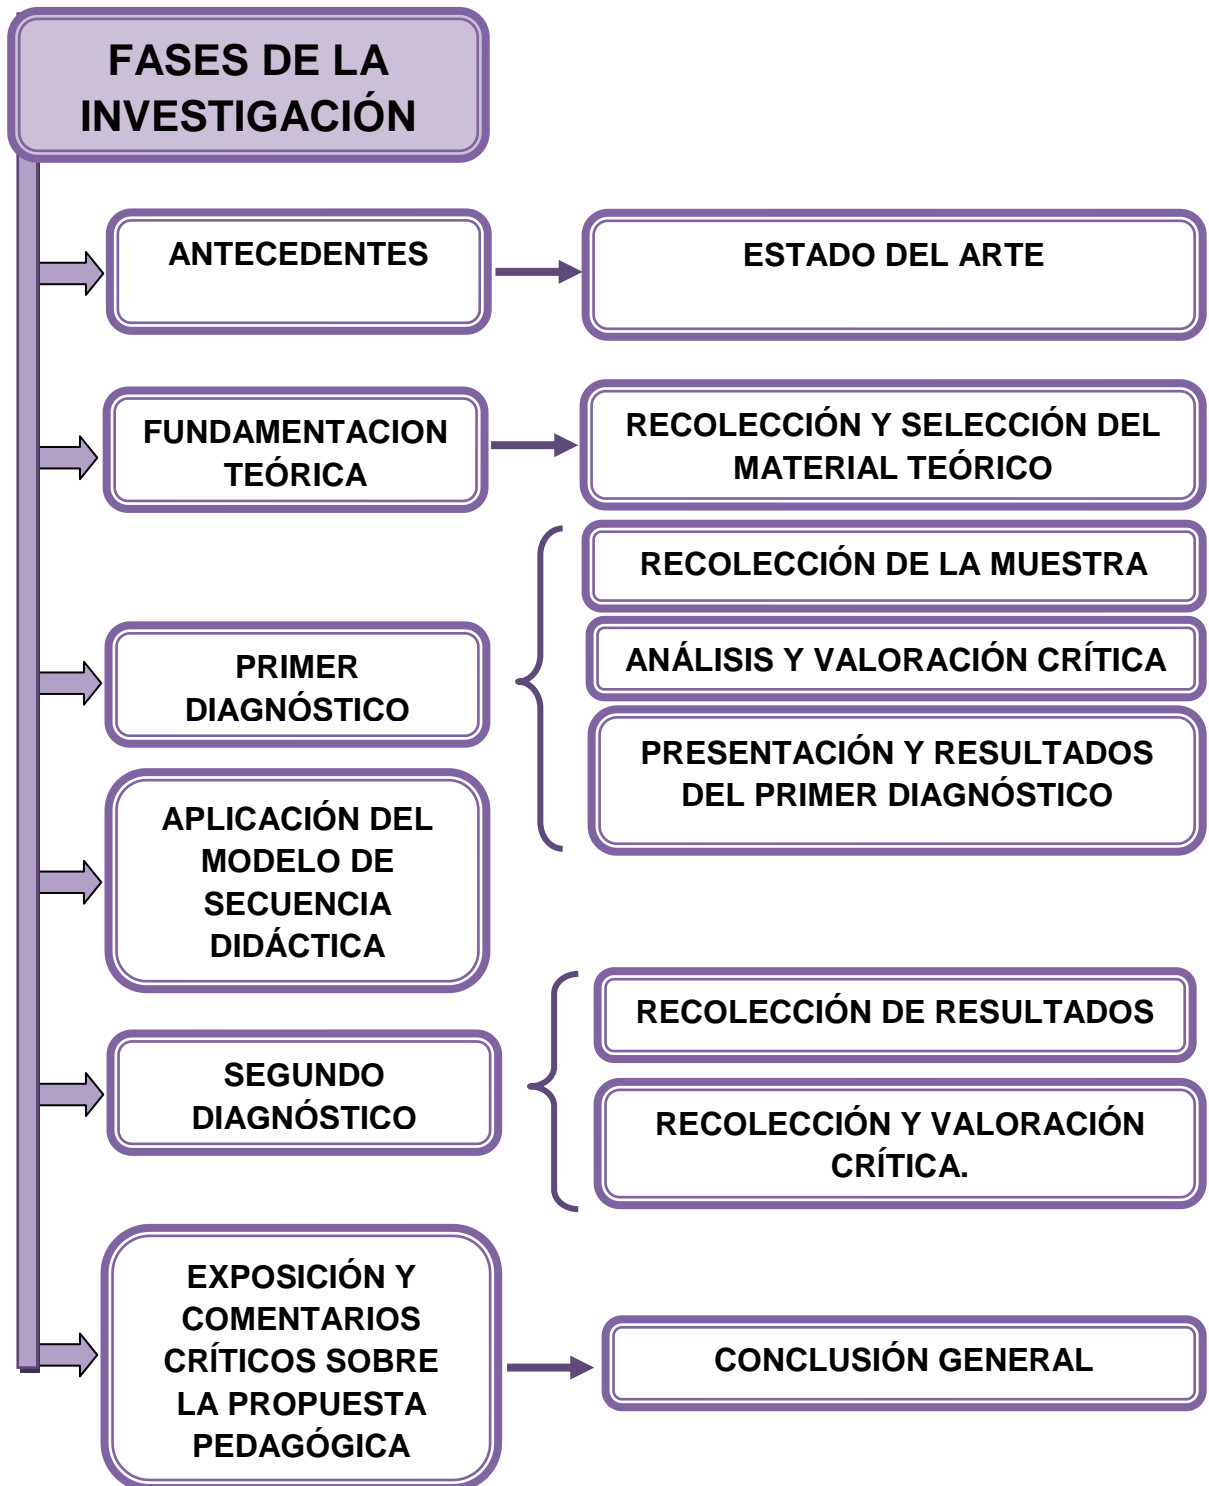 FASES DE LA
INVESTIGACIÓN
ANTECEDENTES
ESTADO DEL ARTE
FUNDAMENTACION
TEÓRICA
RECOLECCIÓN Y SELECCIÓN DEL
MATERIAL TEÓRICO
PRIMER
DIAGNÓSTICO
RECOLECCIÓN DE LA MUESTRA
ANÁLISIS Y VALORACIÓN CRÍTICA
PRESENTACIÓN Y RESULTADOS
DEL PRIMER DIAGNÓSTICO
APLICACIÓN DEL
MODELO DE
SECUENCIA
DIDÁCTICA
SEGUNDO
DIAGNÓSTICO
RECOLECCIÓN DE RESULTADOS
RECOLECCIÓN Y VALORACIÓN
CRÍTICA.
EXPOSICIÓN Y
COMENTARIOS
CRÍTICOS SOBRE
LA PROPUESTA
PEDAGÓGICA
CONCLUSIÓN GENERAL